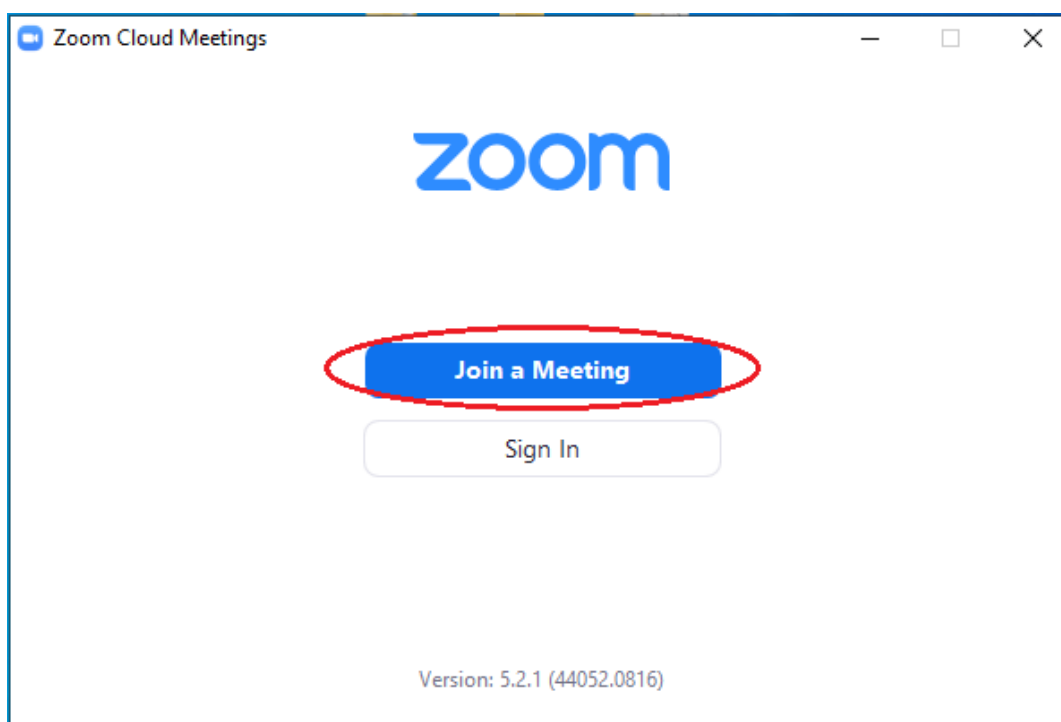 Zoom Cloud Meetings
zoom
Join a Meeting
Sign In
Version: 5.2.1 (44052.0816)